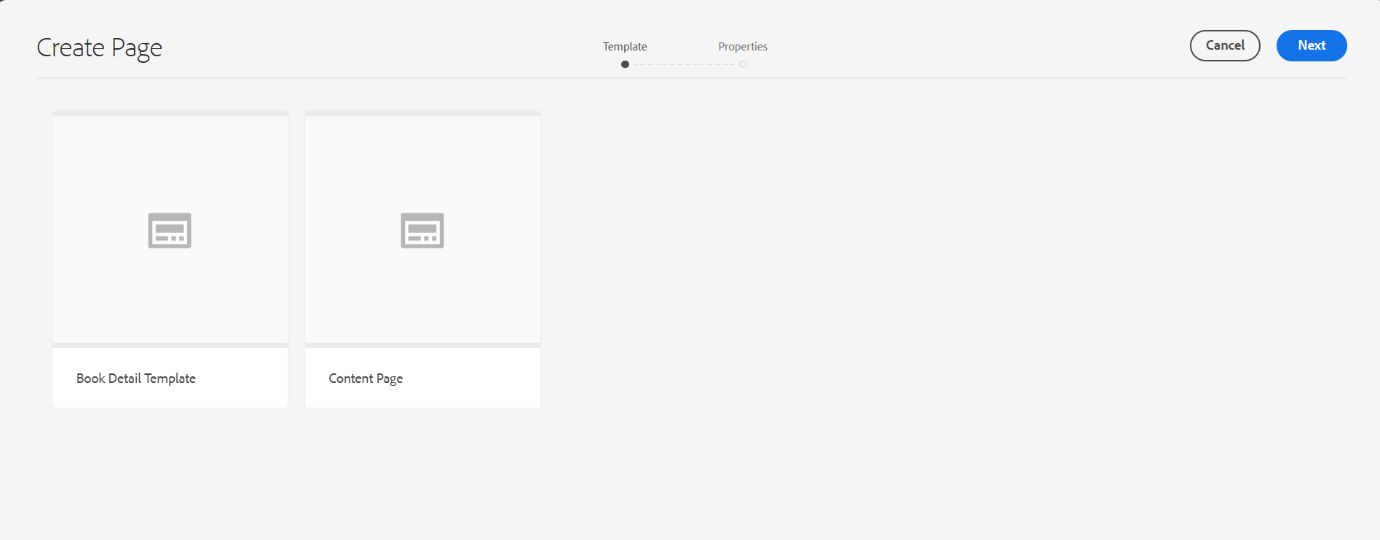 Create Page
Template
Properties
Cancel
Next
Book Detail Template
Content Page